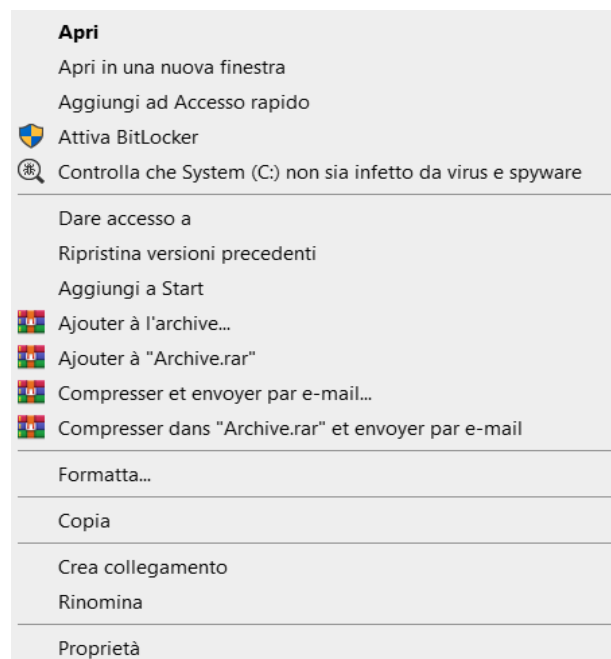 Apri
Apri in una nuova finestra
Aggiungi ad Accesso rapido
Attiva BitLocker
Controlla che System (C:) non sia infetto da virus e spyware
Dare accesso a
Ripristina versioni precedenti
Aggiungi a Start
Ajouter à l'archive...
Ajouter à "Archive.rar"
Compresser et envoyer par e-mail...
Compresser dans "Archive.rar" et envoyer par e-mail
Formatta...
Copia
Crea collegamento
Rinomina
Proprietà